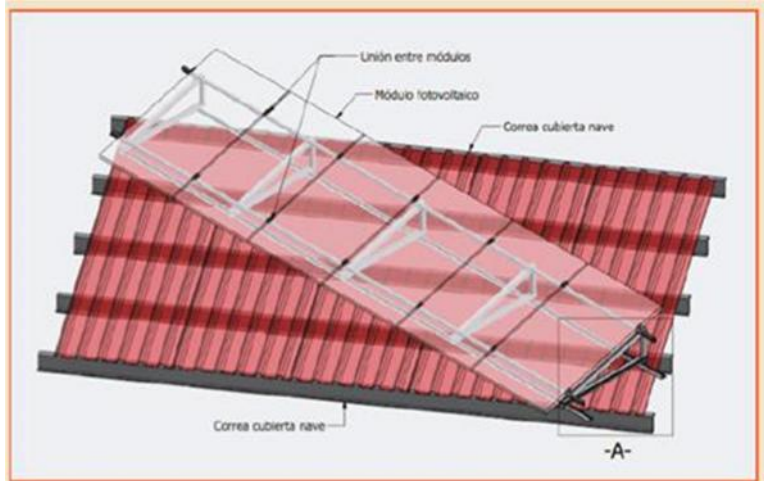 Unión entre módulos
Módulo fotovoltaico
Correa cubierta nave
Correa cubierta nave
-A-